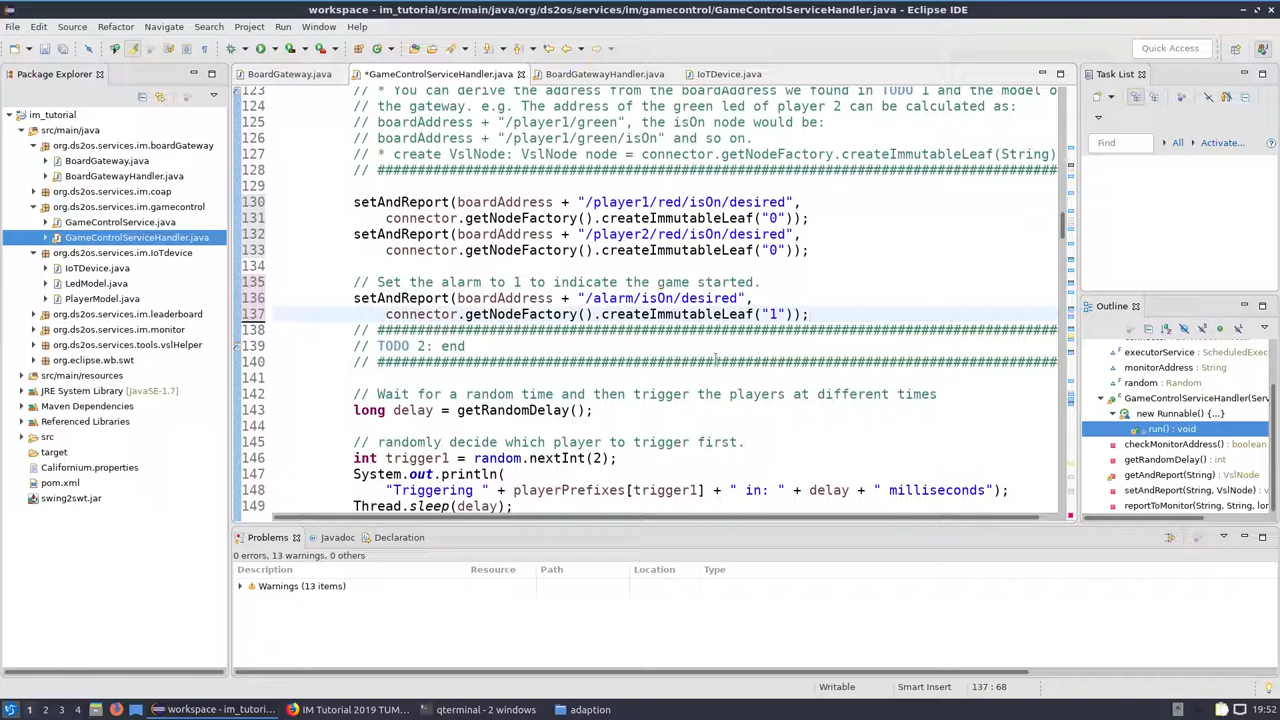 workspace - im_tutorial/src/main/java/org/ds2os/services/im/gamecontrol/GameControlServiceHandler.java - Eclipse IDE
File Edit Source Refactor Navigate Search Project Run Window Help
Quick Access
Package Explorer
im_tutorial
src/main/java
org.ds2os.services.im.boardGateway
BoardGateway.java
BoardGatewayHandler.java
org.ds2os.services.im.coap
org.ds2os.services.im.gamecontrol
GameControlService.java
GameControlServiceHandler.java
org.ds2os.services.im.IoTdevice
IoTDevice.java
LedModel.java
PlayerModel.java
org.ds2os.services.im.leaderboard
org.ds2os.services.im.monitor
org.ds2os.services.tools.vslHelper
org.eclipse.wb.swt
src/main/resources
JRE System Library [JavaSE-1.7]
Maven Dependencies
Referenced Libraries
src
target
Californium.properties
pom.xml
swing2swt.jar
BoardGateway.java *GameControlServiceHandler.java BoardGatewayHandler.java IoTDevice.java
123 // * You can derive the address from the boardAddress we found in TODO 1 and the model o
124 // the gateway. e.g. The address of the green led of player 2 can be calculated as:
125 // boardAddress + "/player1/green", the isOn node would be:
126 // boardAddress + "/player1/green/isOn" and so on.
127 // * create VslNode: VslNode node = connector.getNodeFactory.createImmutableLeaf(String)
128 // #####################################################################################
129
130 setAndReport(boardAddress + "/player1/red/isOn/desired",
131 connector.getNodeFactory().createImmutableLeaf("0"));
132 setAndReport(boardAddress + "/player2/red/isOn/desired",
133 connector.getNodeFactory().createImmutableLeaf("0"));
134
135 // Set the alarm to 1 to indicate the game started.
136 setAndReport(boardAddress + "/alarm/isOn/desired",
137 connector.getNodeFactory().createImmutableLeaf("1"));
138 // #####################################################################################
139 // TODO 2: end
140 // #####################################################################################
141
142 // Wait for a random time and then trigger the players at different times
143 long delay = getRandomDelay();
144
145 // randomly decide which player to trigger first.
146 int trigger1 = random.nextInt(2);
147 System.out.println(
148 "Triggering " + playerPrefixes[trigger1] + " in: " + delay + " milliseconds");
149 Thread.sleep(delay);
Task List
Find All Activate...
Outline
executorService : ScheduledExec
monitorAddress : String
random : Random
GameControlServiceHandler(Serv
new Runnable() {...}
run() : void
checkMonitorAddress() : boolean
getRandomDelay() : int
getAndReport(String) : VslNode
setAndReport(String, VslNode) : v
reportToMonitor(String, String, lor
Problems Javadoc Declaration
0 errors, 13 warnings, 0 others
Description Resource Path Location Type
Warnings (13 items)
Writable Smart Insert 137 : 68
1 2 3 4 workspace - im_tutori... IM Tutorial 2019 TUM... qterminal - 2 windows adaption 19:52